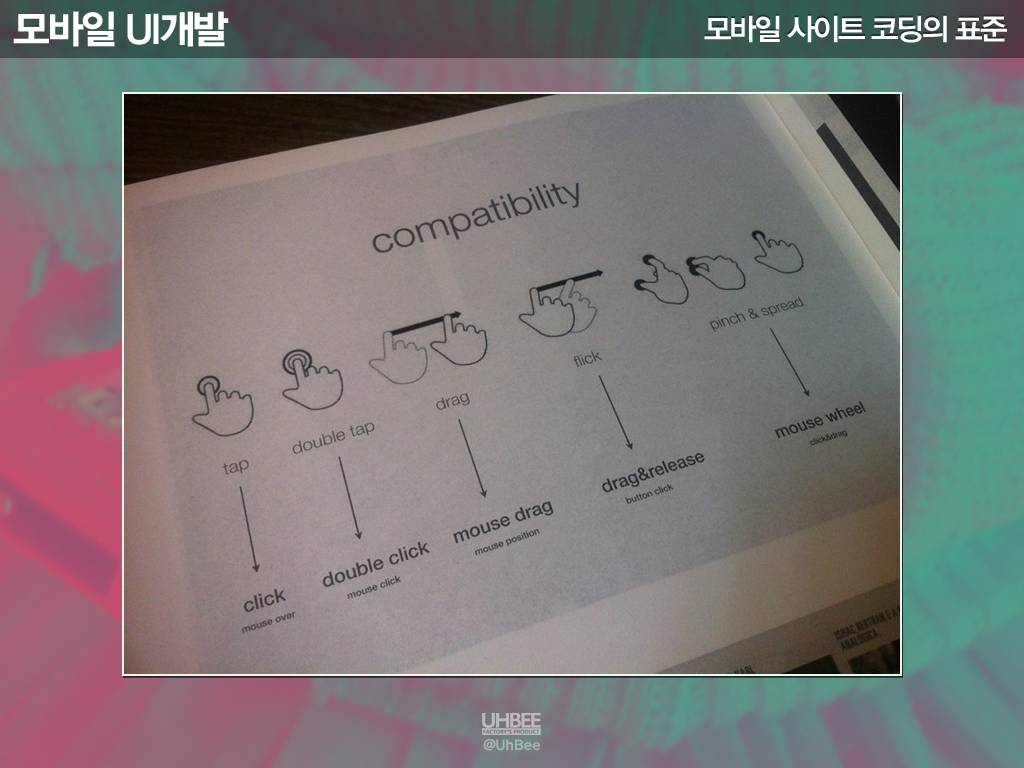 모바일 UI개발
모바일 사이트 코딩의 표준
compatibility
tap
double tap
drag
flick
pinch & spread
click
mouse over
double click
mouse click
mouse drag
mouse position
drag&release
button click
mouse wheel
click&drag
ANALOGICA
UHBEE
FACTORY'S PRODUCT
@UhBee